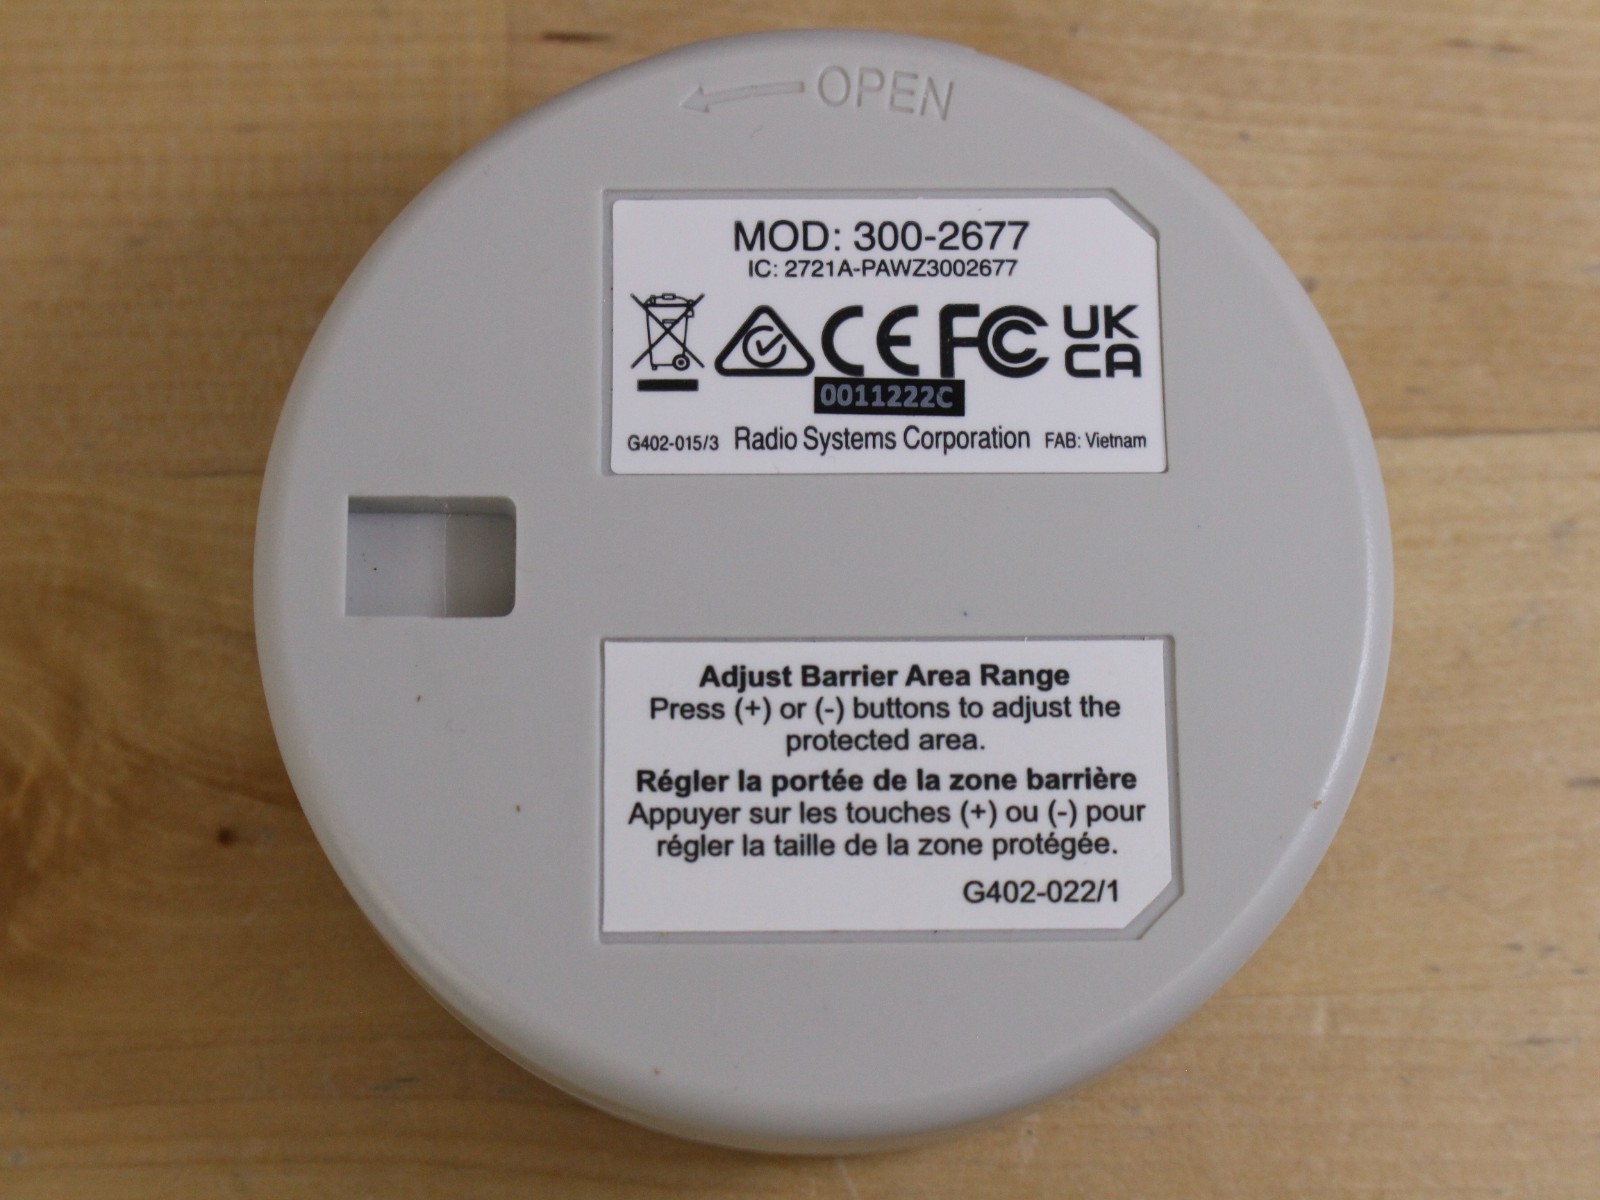 OPEN
MOD: 300-2677
IC: 2721A-PAWZ3002677
CE FC UK
CA
0011222C
G402-015/3 Radio Systems Corporation FAB: Vietnam
Adjust Barrier Area Range
Press (+) or (-) buttons to adjust the
protected area.
Régler la portée de la zone barrière
Appuyer sur les touches (+) ou (-) pour
régler la taille de la zone protégée.
G402-022/1